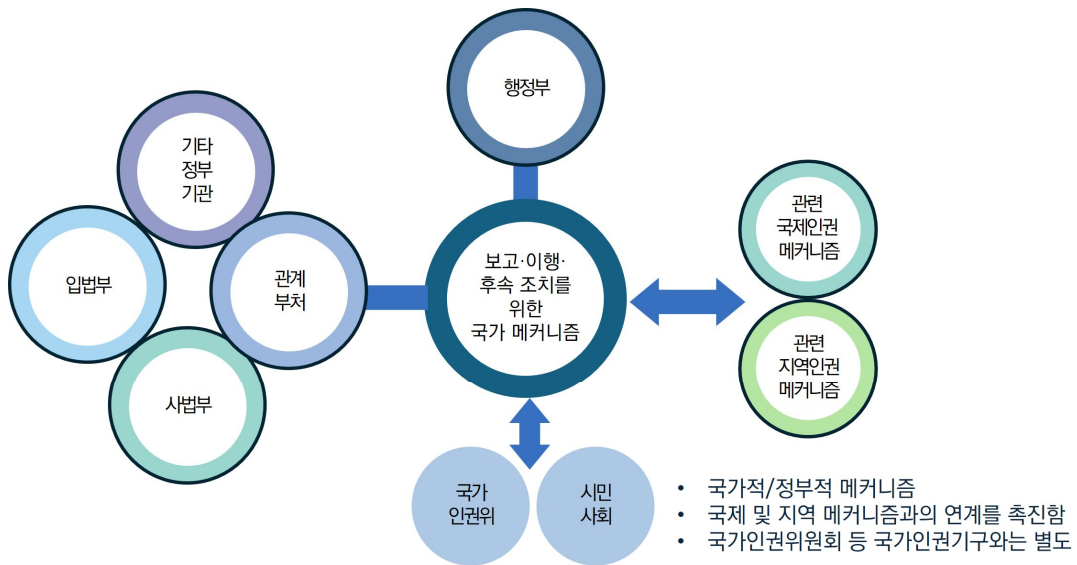 행정부
기타
정부
기관
입법부
관계
부처
사법부
보고·이행·
후속 조치를
위한
국가 메커니즘
관련
국제인권
메커니즘
관련
지역인권
메커니즘
국가
인권위
시민
사회
• 국가적/정부적 메커니즘
• 국제 및 지역 메커니즘과의 연계를 촉진함
• 국가인권위원회 등 국가인권기구와는 별도